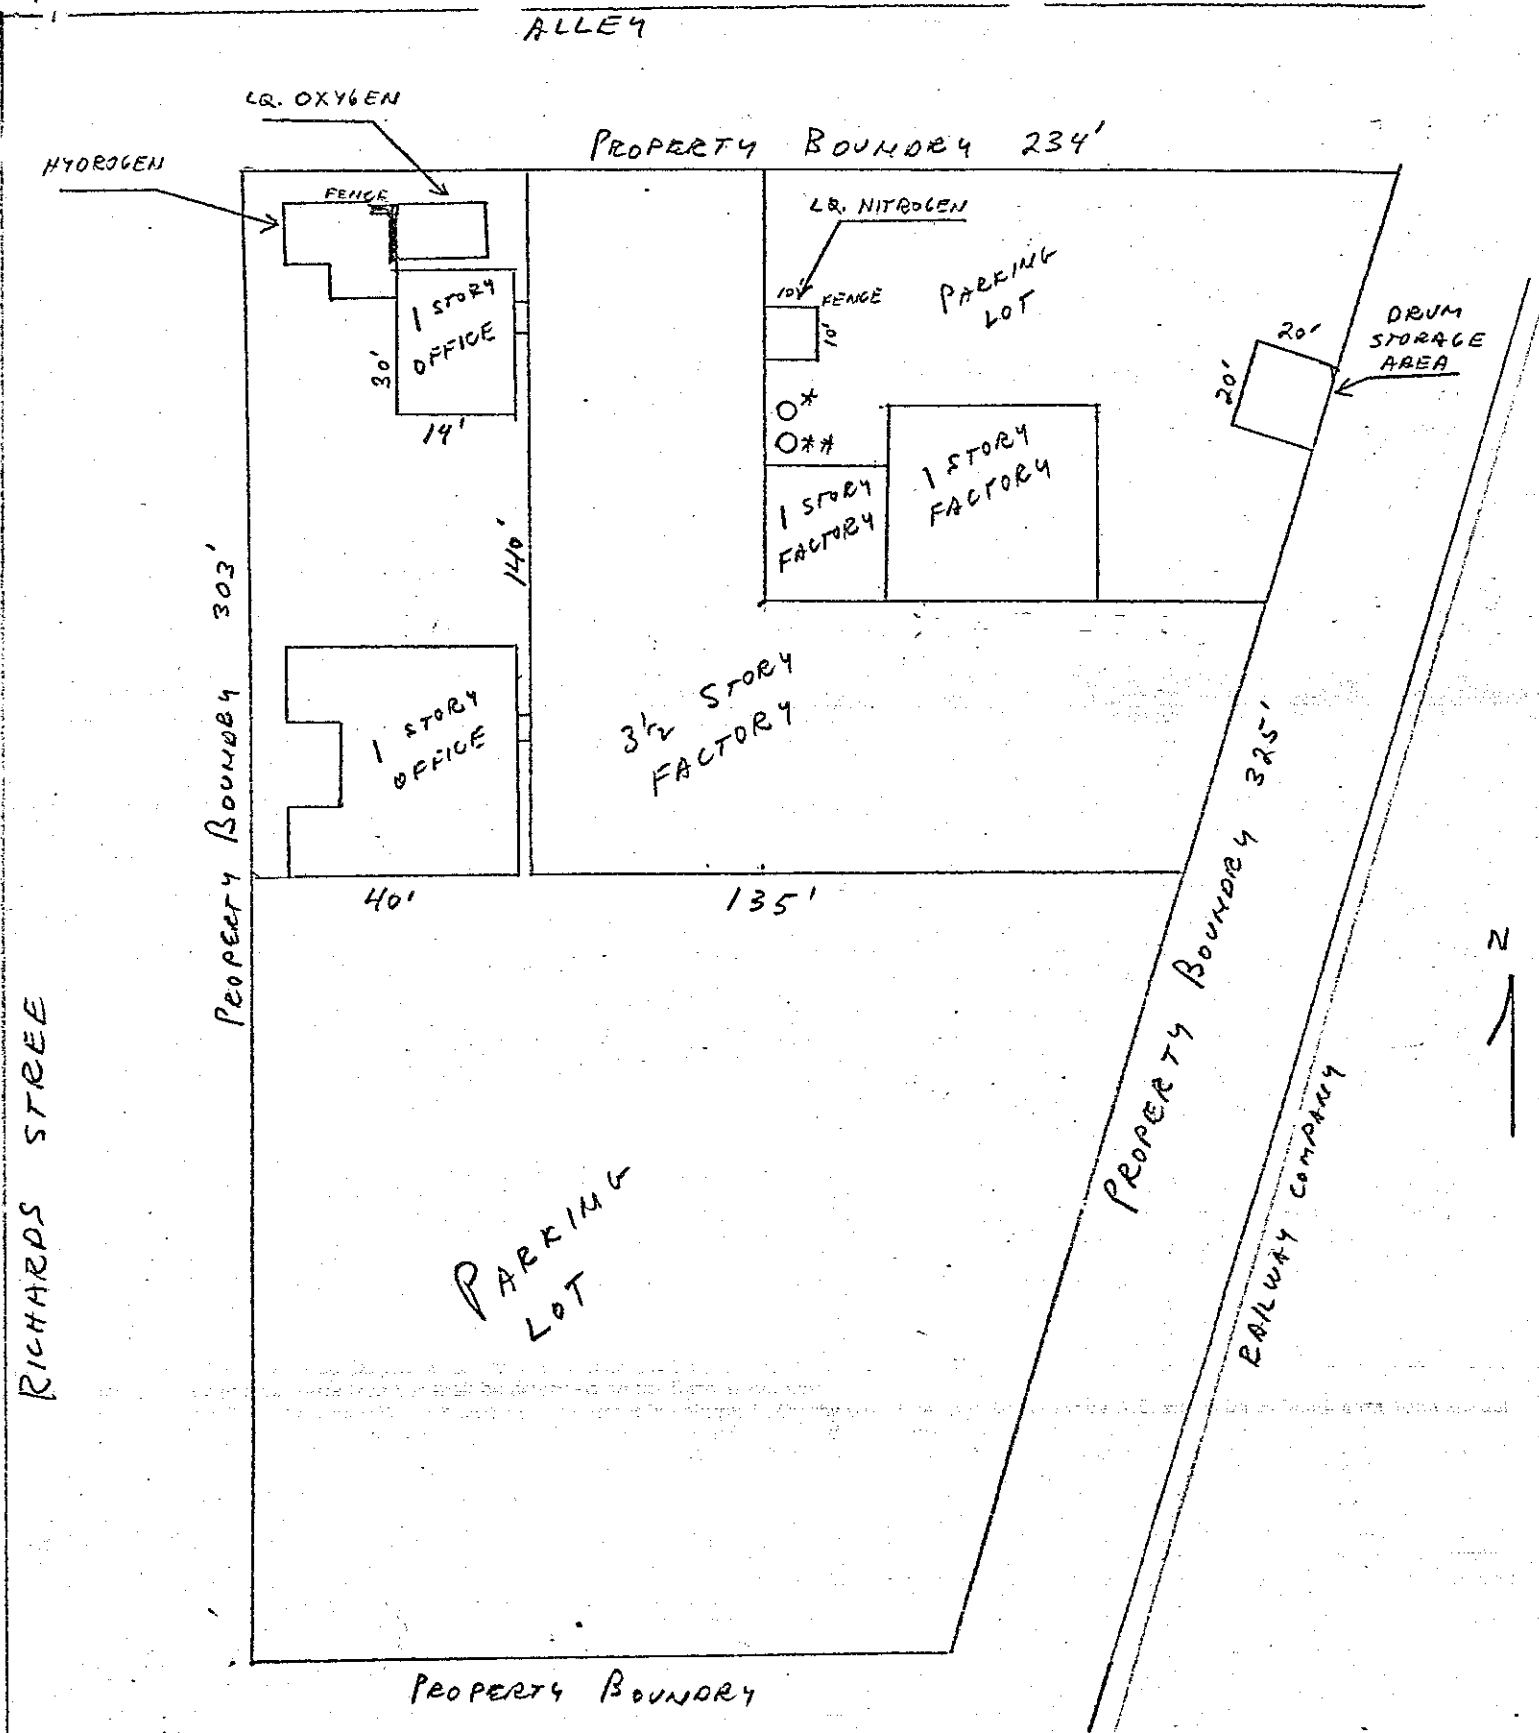 ALLEY
LQ. OXYGEN
HYDROGEN
PROPERTY BOUNDRY 234'
FENCE
LQ. NITROGEN
10'
FENCE
10'
PARKING
LOT
1 STORY
OFFICE
30'
14'
20'
20'
DRUM
STORAGE
AREA
*
**
1 STORY
FACTORY
1 STORY
FACTORY
140'
PROPERTY BOUNDRY 303'
1 STORY
OFFICE
3 1/2 STORY
FACTORY
40'
135'
PROPERTY BOUNDRY 325'
N
RICHARDS STREE
RAILWAY COMPANY
PARKING
LOT
PROPERTY BOUNDRY